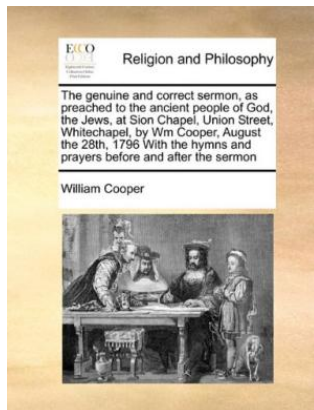 ECCO
Religion and Philosophy
The genuine and correct sermon, as
preached to the ancient people of God,
the Jews, at Sion Chapel, Union Street,
Whitechapel, by Wm Cooper, August
the 28th, 1796 With the hymns and
prayers before and after the sermon
William Cooper